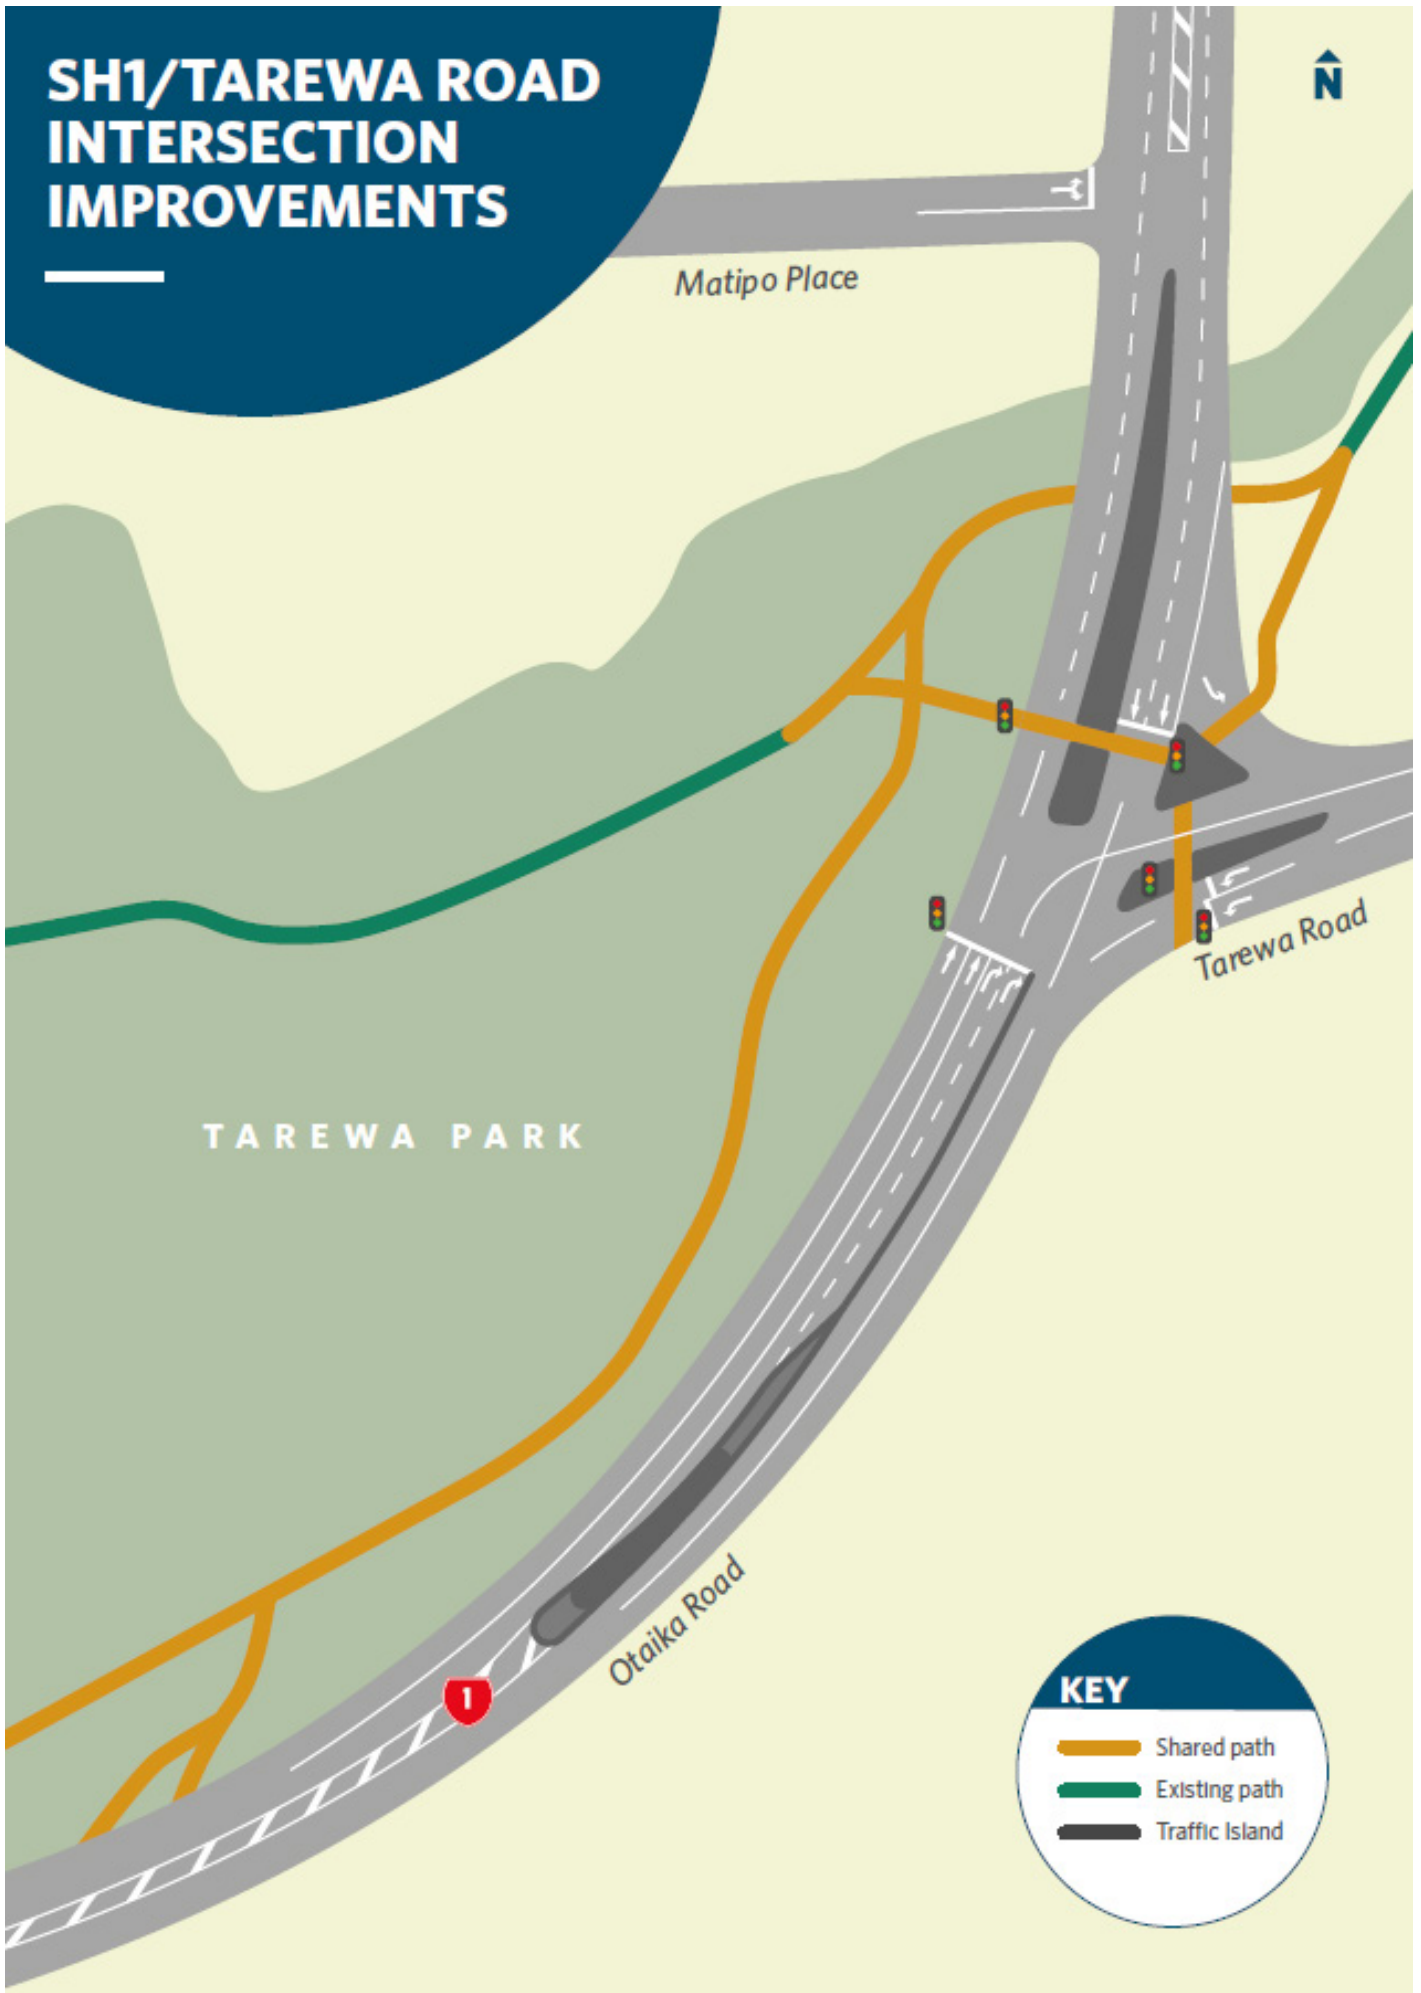 SH1/TAREWA ROAD
INTERSECTION
IMPROVEMENTS
N
Matipo Place
Tarewa Road
TAREWA PARK
Otaika Road
1
KEY
Shared path
Existing path
Traffic Island